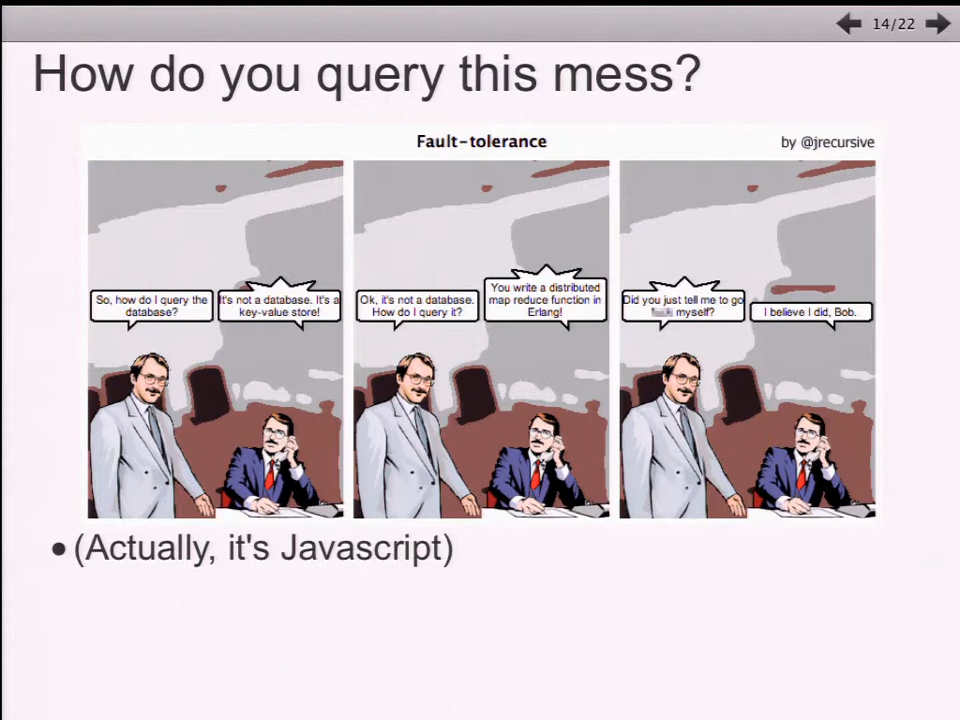 14/22
How do you query this mess?
Fault-tolerance
by @jrecursive
So, how do I query the
database?
It's not a database. It's a
key-value store!
Ok, it's not a database.
How do I query it?
You write a distributed
map reduce function in
Erlang!
Did you just tell me to go
myself?
I believe I did, Bob.
• (Actually, it's Javascript)